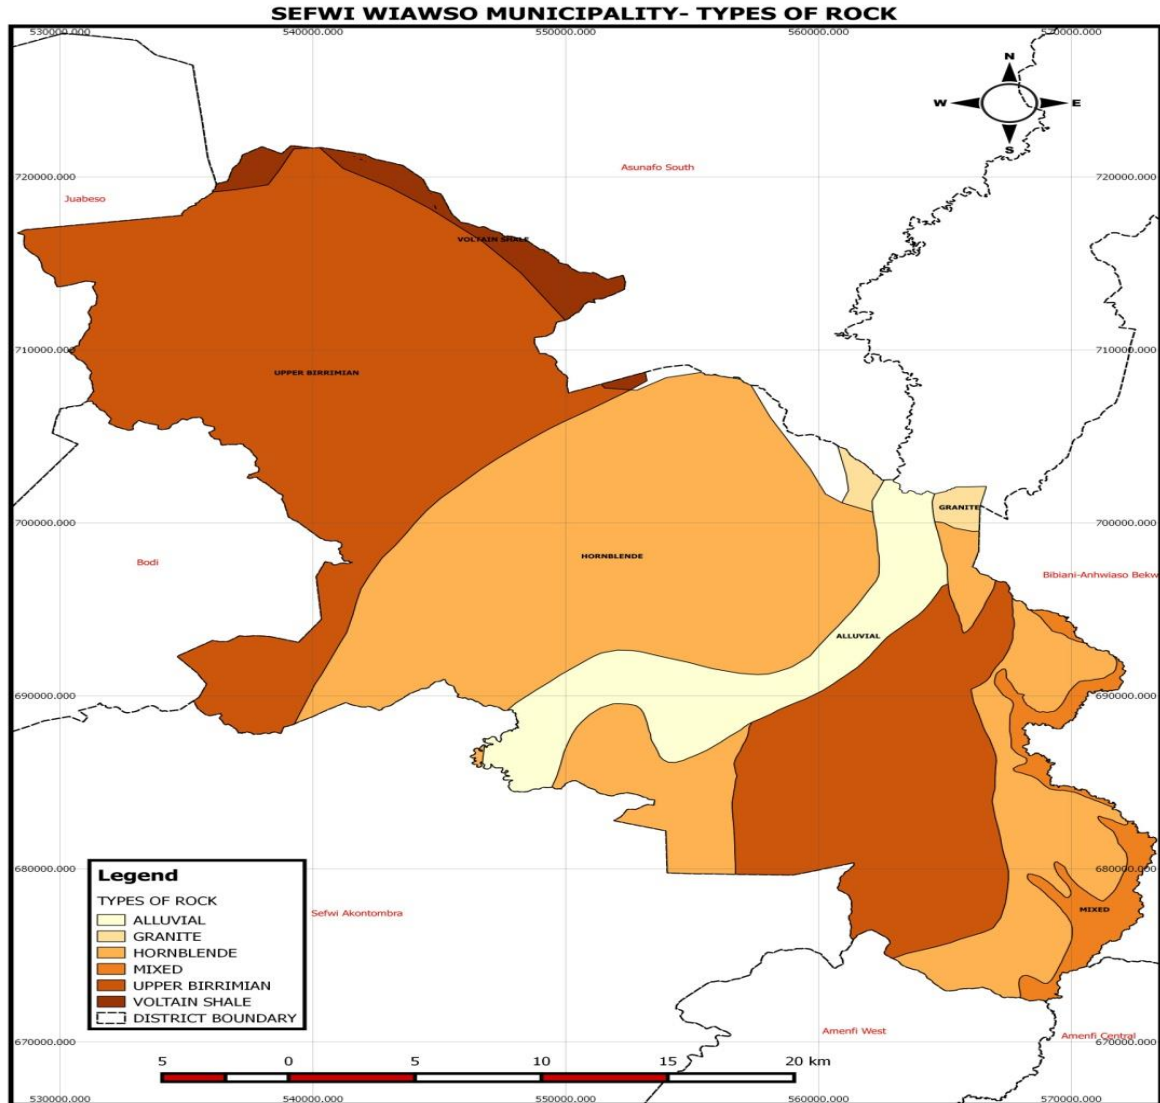 SEFWI WIAWSO MUNICIPALITY- TYPES OF ROCK
530000.000 540000.000 550000.000 560000.000 570000.000
N
W E
S
720000.000 720000.000
Asunafo South
Juabeso
VOLTAIN SHALE
710000.000 710000.000
UPPER BIRRIMIAN
GRANITE
700000.000 700000.000
HORNBLENDE
Bodi
Bibiani-Anhwiaso Bekw
ALLUVIAL
690000.000 690000.000
680000.000 680000.000
Legend
TYPES OF ROCK
ALLUVIAL
GRANITE
HORNBLENDE
MIXED
UPPER BIRRIMIAN
VOLTAIN SHALE
DISTRICT BOUNDARY
Sefwi Akontombra
MIXED
Amenfi West
Amenfi Central
670000.000 670000.000
5 0 5 10 15 20 km
530000.000 540000.000 550000.000 560000.000 570000.000